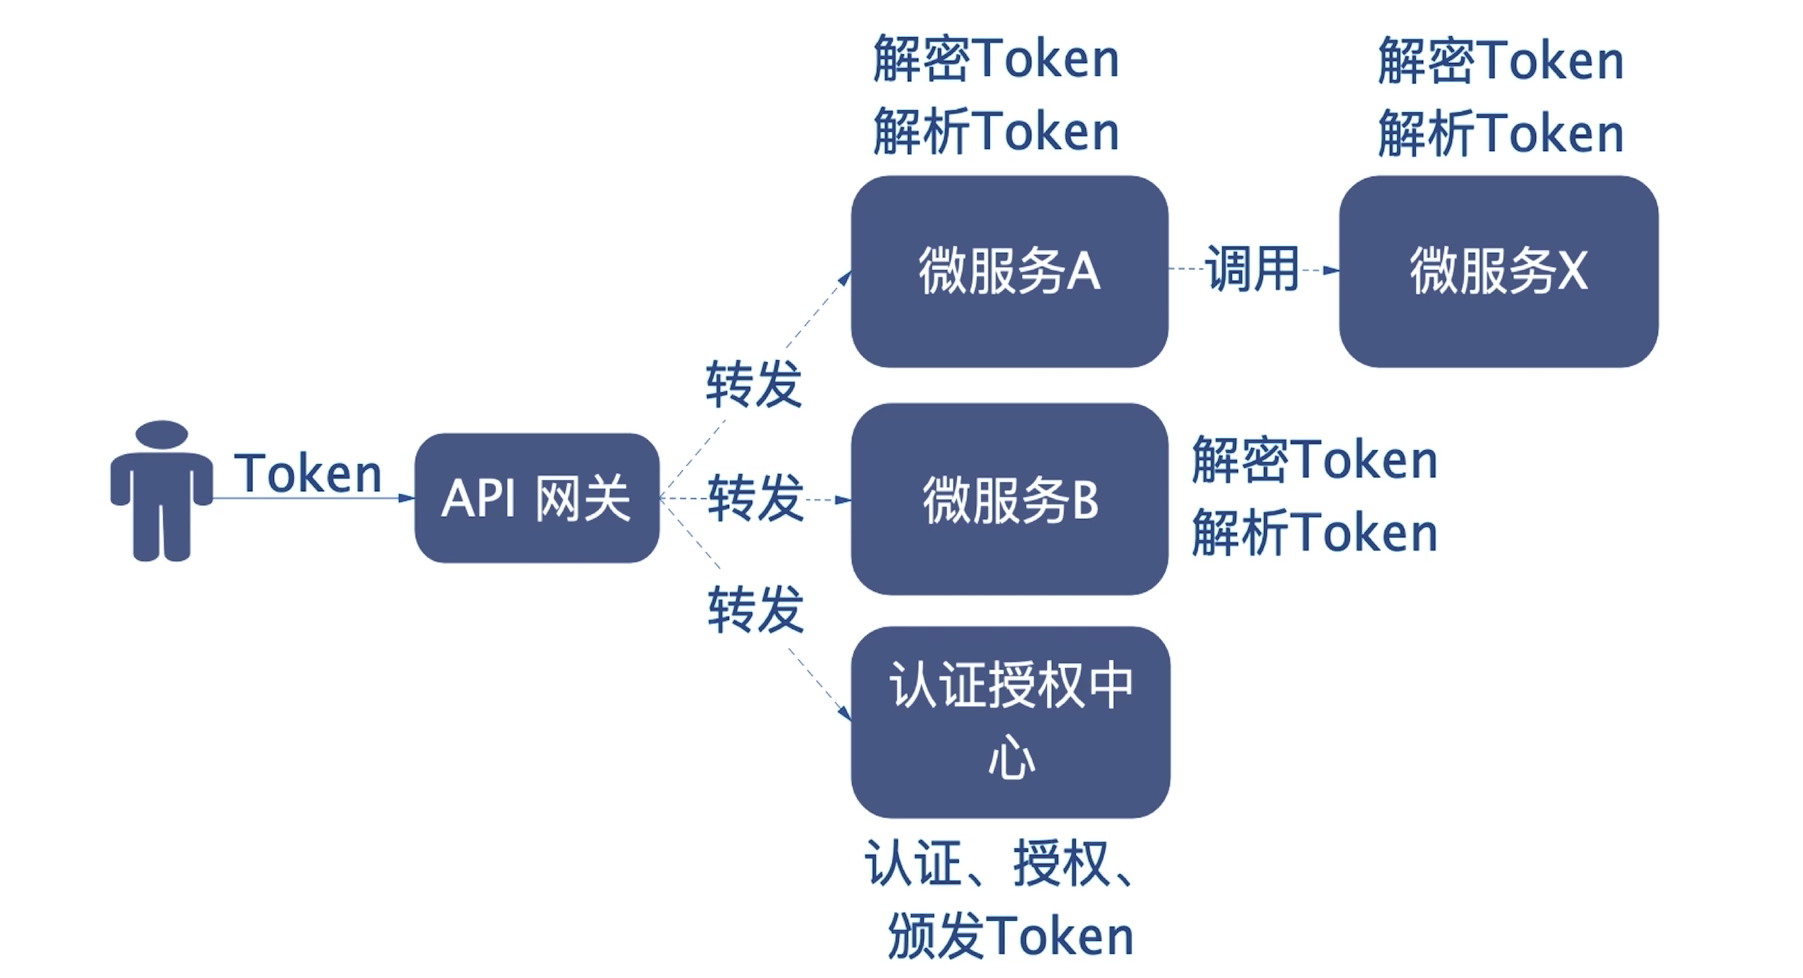 解密Token
解析Token
解密Token
解析Token
微服务A
调用
微服务X
转发
Token
API 网关
转发
微服务B
解密Token
解析Token
转发
认证授权中
心
认证、授权、
颁发Token